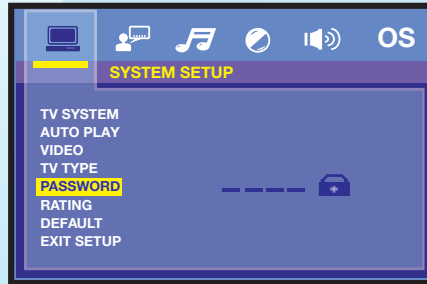 OS
SYSTEM SETUP
TV SYSTEM
AUTO PLAY
VIDEO
TV TYPE
PASSWORD
RATING
DEFAULT
EXIT SETUP